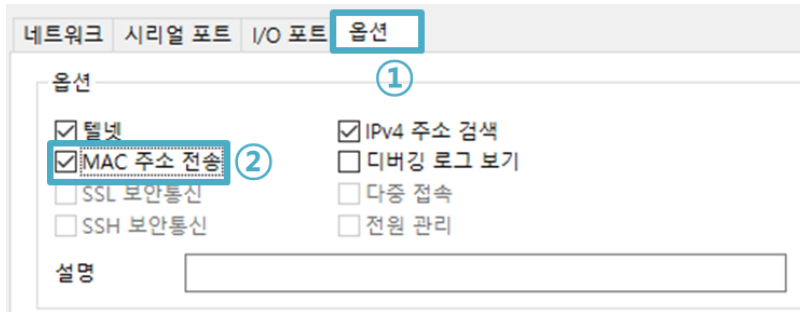 네트워크 시리얼 포트 I/O 포트 옵션
①
옵션
텔넷 IPv4 주소 검색
MAC 주소 전송 ② 디버깅 로그 보기
SSL 보안통신 다중 접속
SSH 보안통신 전원 관리
설명